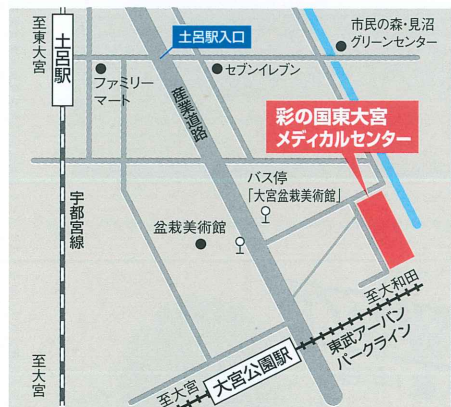 至東大宮
土呂駅
土呂駅入口
市民の森・見沼
グリーンセンター
ファミリー
マート
セブンイレブン
産業道路
彩の国東大宮
メディカルセンター
バス停
「大宮盆栽美術館」
宇都宮線
盆栽美術館
至大和田
東武アーバン
パークライン
大宮公園駅
至大宮
至大宮